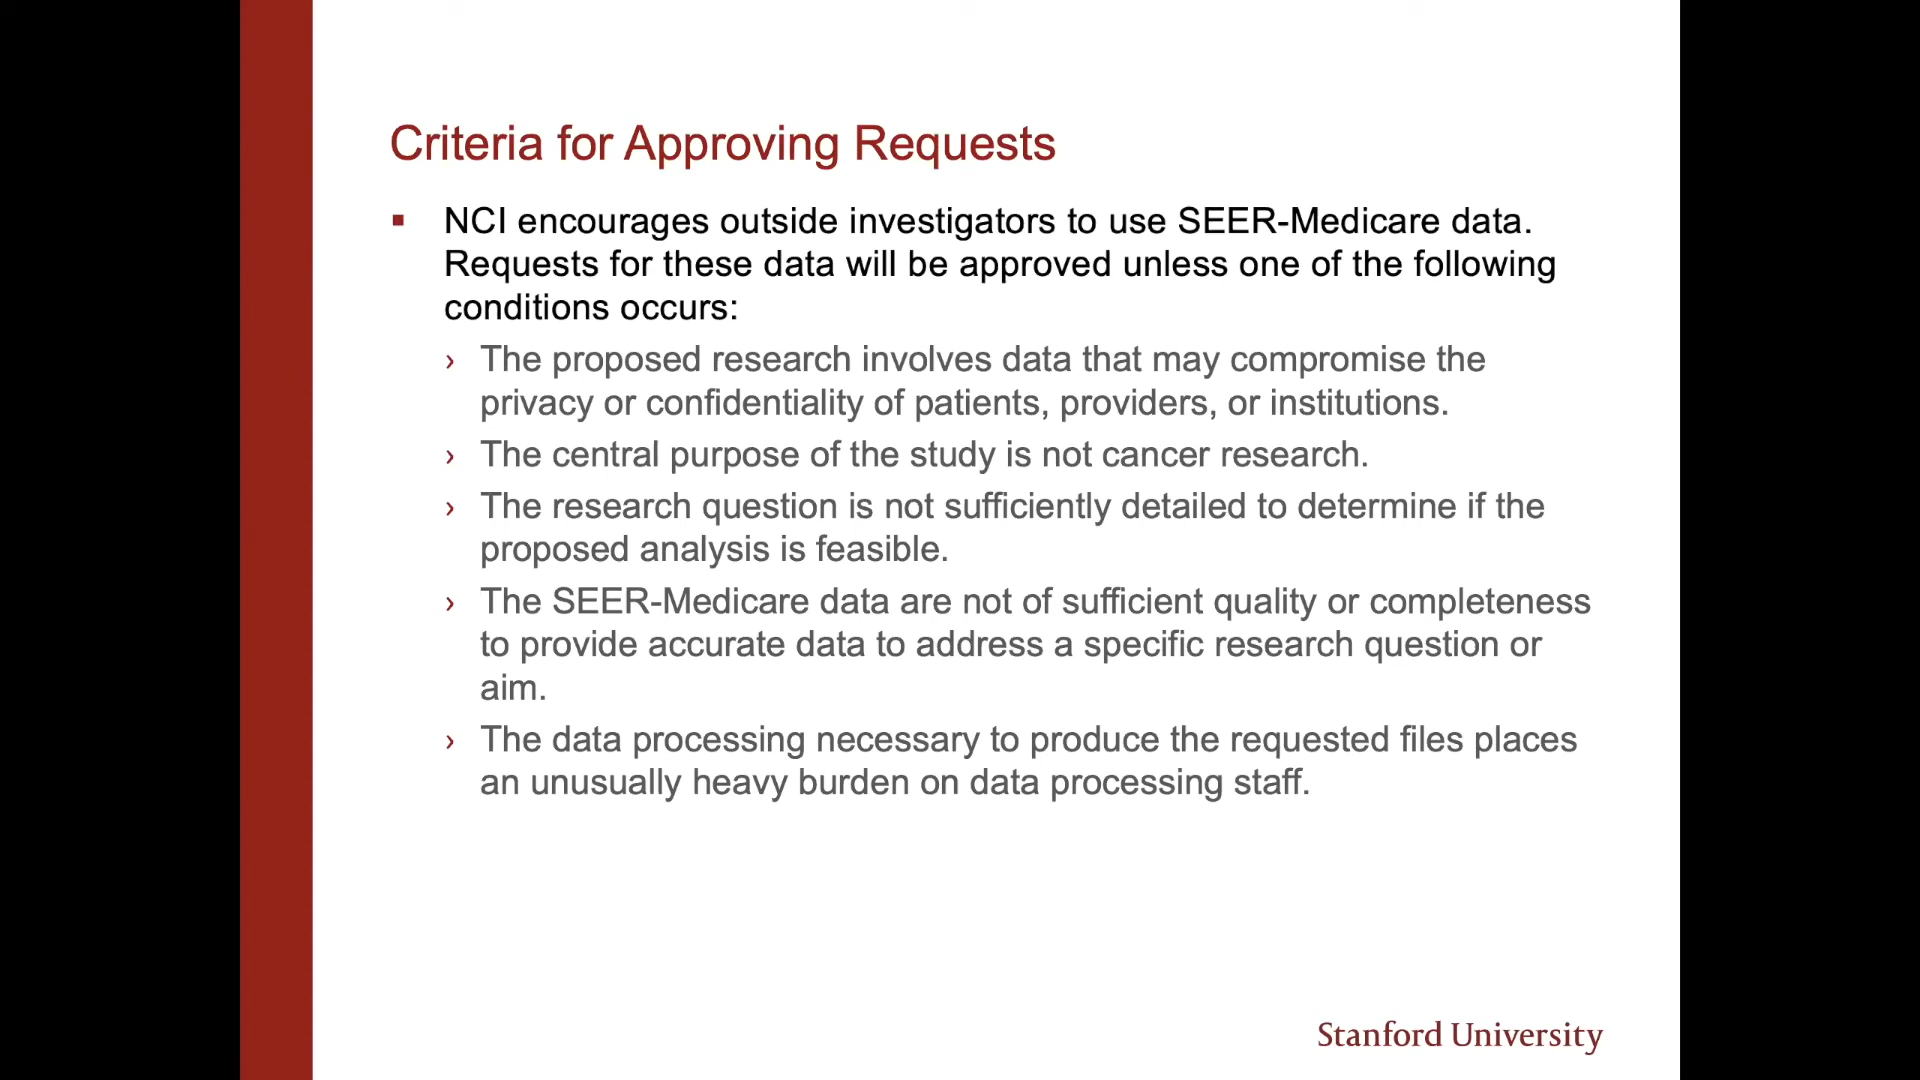 Criteria for Approving Requests
▪ NCI encourages outside investigators to use SEER-Medicare data.
Requests for these data will be approved unless one of the following
conditions occurs:
› The proposed research involves data that may compromise the
privacy or confidentiality of patients, providers, or institutions.
› The central purpose of the study is not cancer research.
› The research question is not sufficiently detailed to determine if the
proposed analysis is feasible.
› The SEER-Medicare data are not of sufficient quality or completeness
to provide accurate data to address a specific research question or
aim.
› The data processing necessary to produce the requested files places
an unusually heavy burden on data processing staff.
Stanford University